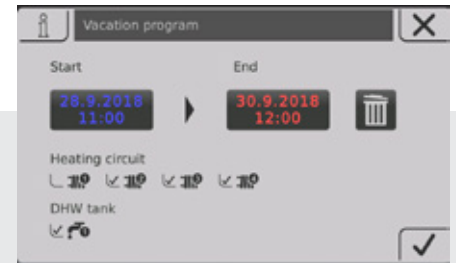 Vacation program
Start
End
28.9.2018
11:00
30.9.2018
12:00
Heating circuit
DHW tank